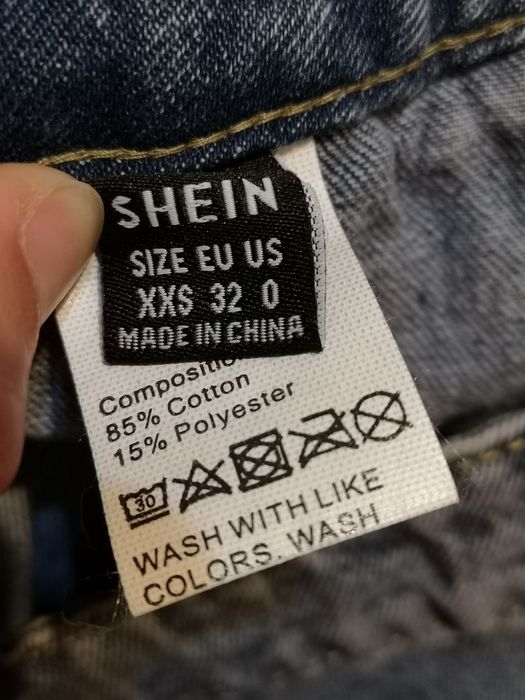 SHEIN
SIZE EU US
XXS 32 0
MADE IN CHINA
Composition
85% Cotton
15% Polyester
30
WASH WITH LIKE
COLORS. WASH